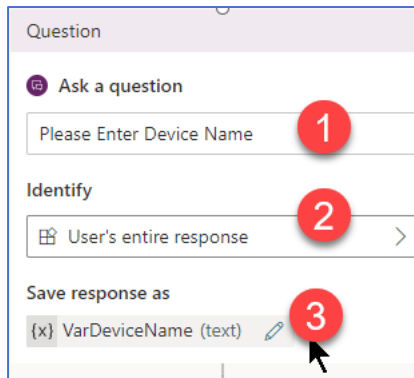 Question
Ask a question
Please Enter Device Name
1
Identify
2
User's entire response
Save response as
3
{x} VarDeviceName (text)